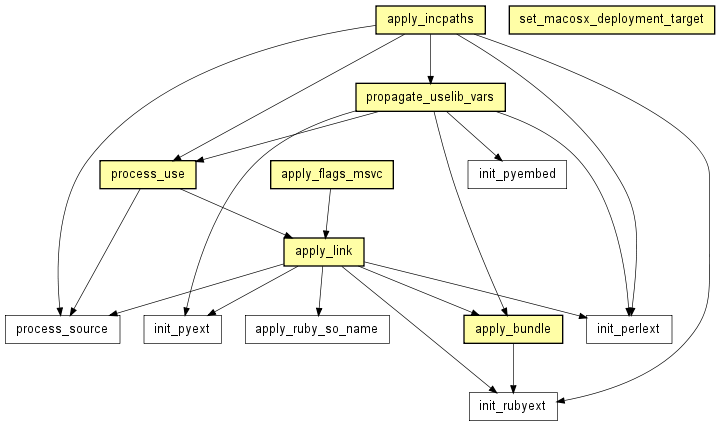 apply_incpaths
set_macosx_deployment_target
propagate_uselib_vars
process_use
apply_flags_msvc
init_pyembed
apply_link
process_source
init_pyext
apply_ruby_so_name
apply_bundle
init_perlext
init_rubyext